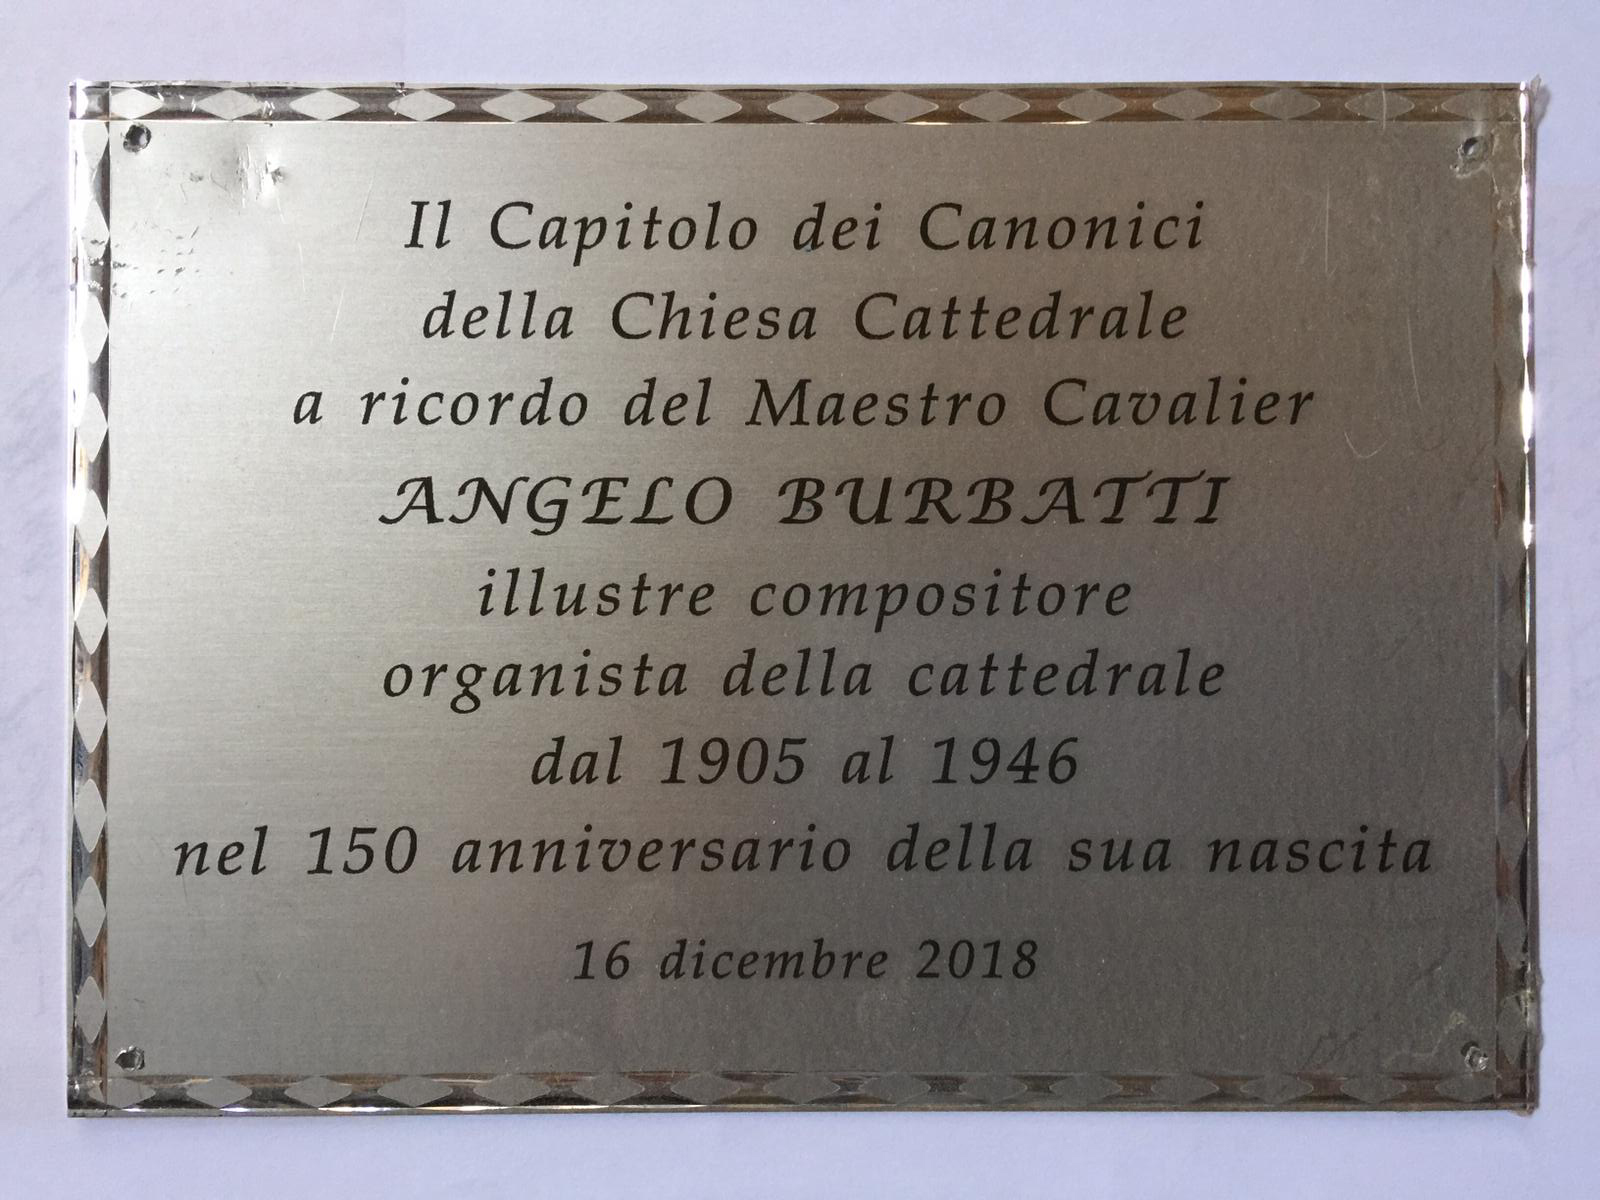 Il Capitolo dei Canonici
della Chiesa Cattedrale
a ricordo del Maestro Cavalier
ANGELO BURBATTI
illustre compositore
organista della cattedrale
dal 1905 al 1946
nel 150 anniversario della sua nascita
16 dicembre 2018